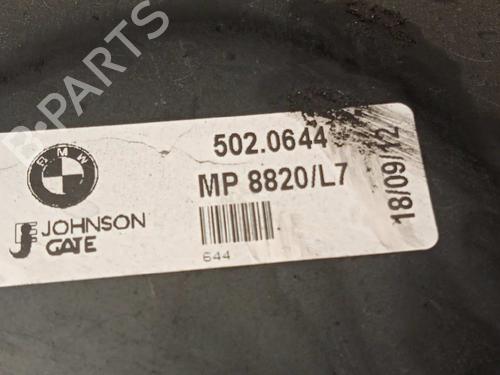 B-PARTS
BMW
JOHNSON
GATE
502.0644
MP 8820/L7
644
18/09/12